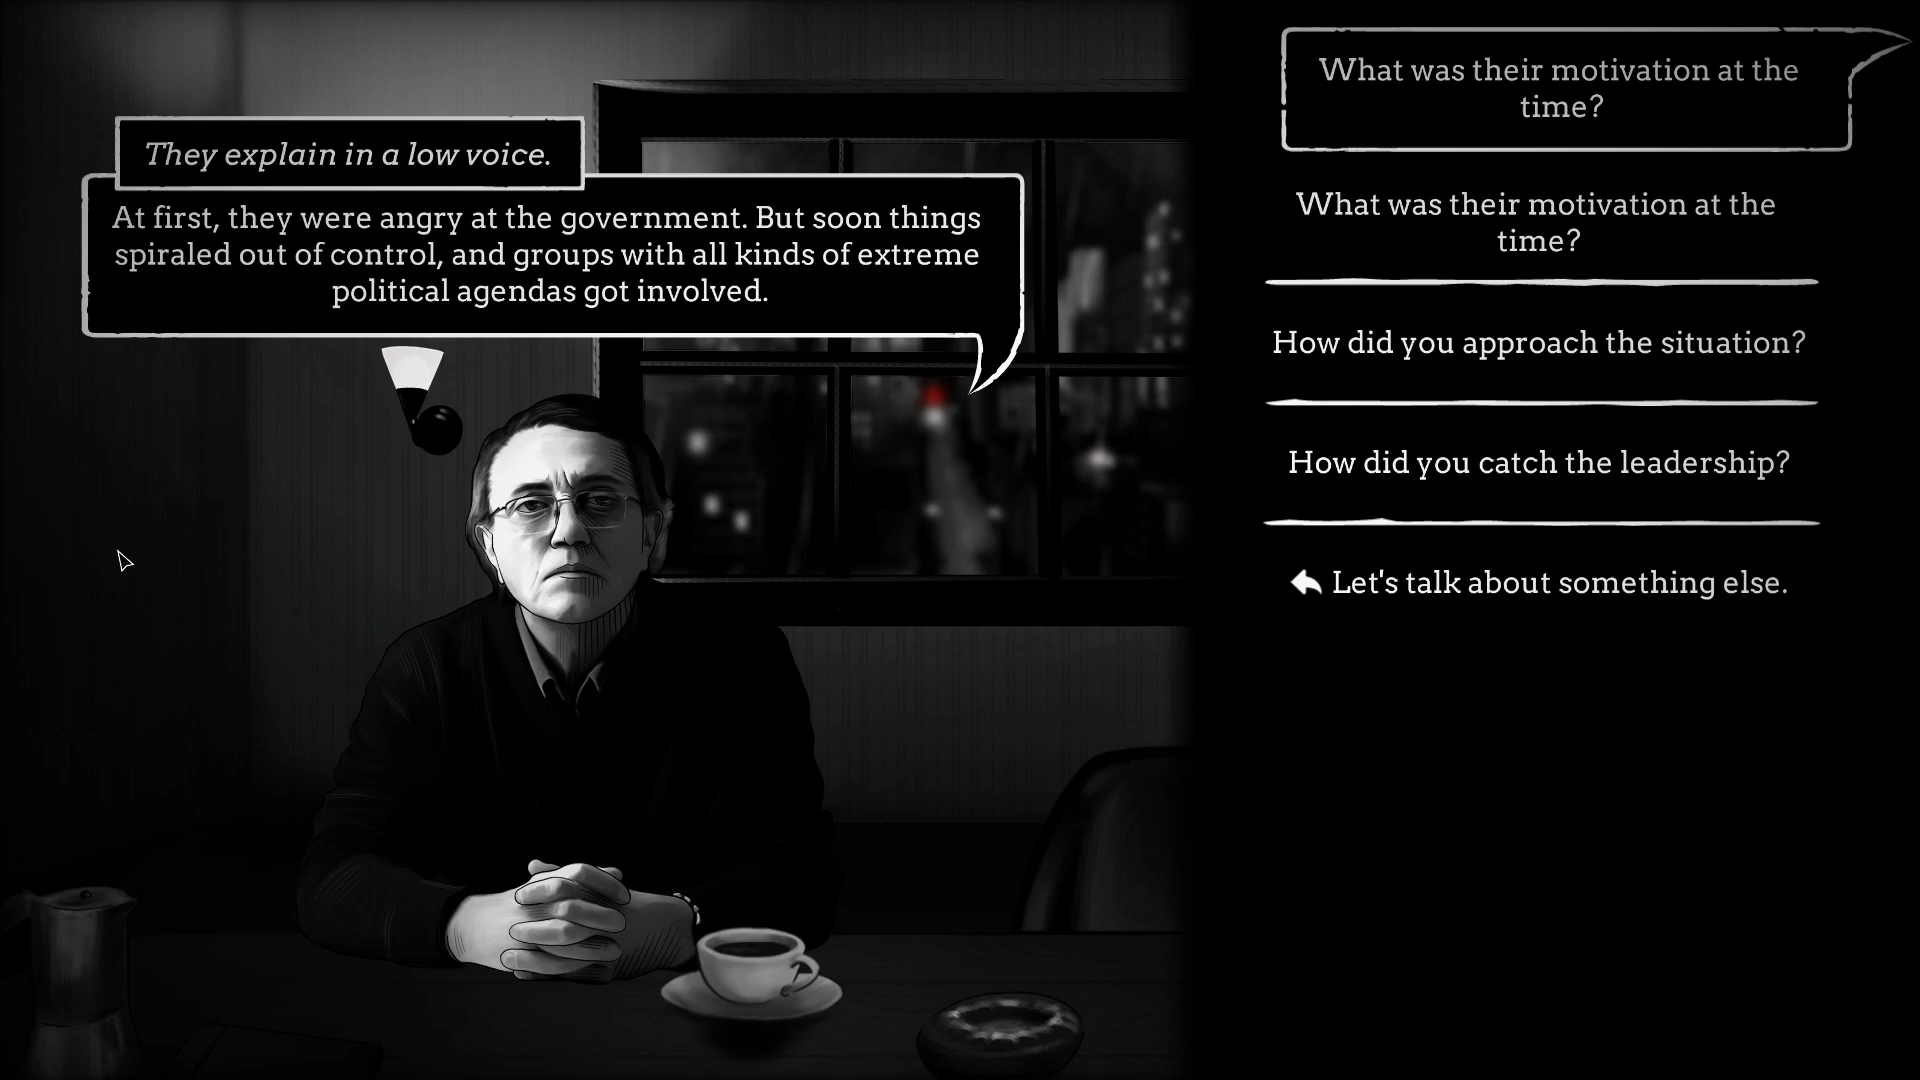 They explain in a low voice.
At first, they were angry at the government. But soon things
spiraled out of control, and groups with all kinds of extreme
political agendas got involved.
What was their motivation at the
time?
What was their motivation at the
time?
How did you approach the situation?
How did you catch the leadership?
Let's talk about something else.